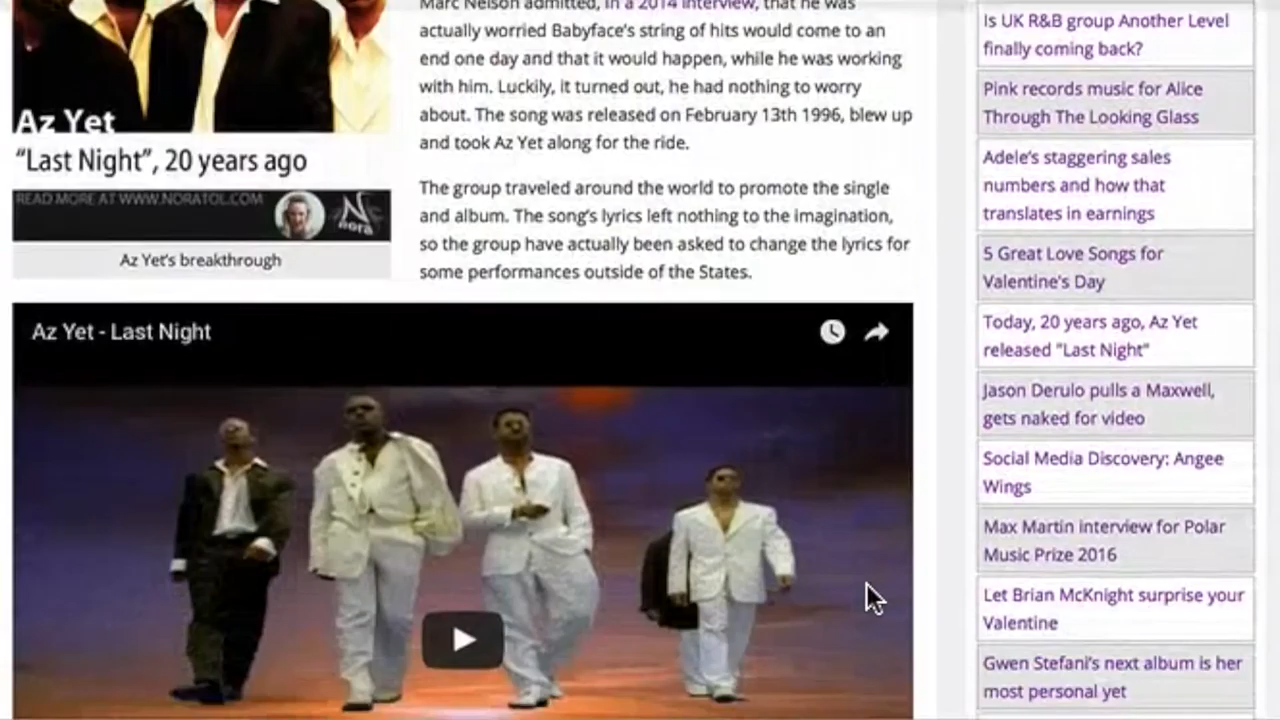 Marc Nelson admitted, in a 2014 interview, that he was
actually worried Babyface's string of hits would come to an
end one day and that it would happen, while he was working
with him. Luckily, it turned out, he had nothing to worry
about. The song was released on February 13th 1996, blew up
and took Az Yet along for the ride.
The group traveled around the world to promote the single
and album. The song's lyrics left nothing to the imagination,
so the group have actually been asked to change the lyrics for
some performances outside of the States.
Az Yet
"Last Night", 20 years ago
READ MORE AT WWW.NORATOL.COM
N
nora
Az Yet's breakthrough
Az Yet - Last Night
Is UK R&B group Another Level
finally coming back?
Pink records music for Alice
Through The Looking Glass
Adele's staggering sales
numbers and how that
translates in earnings
5 Great Love Songs for
Valentine's Day
Today, 20 years ago, Az Yet
released "Last Night"
Jason Derulo pulls a Maxwell,
gets naked for video
Social Media Discovery: Angee
Wings
Max Martin interview for Polar
Music Prize 2016
Let Brian McKnight surprise your
Valentine
Gwen Stefani's next album is her
most personal yet